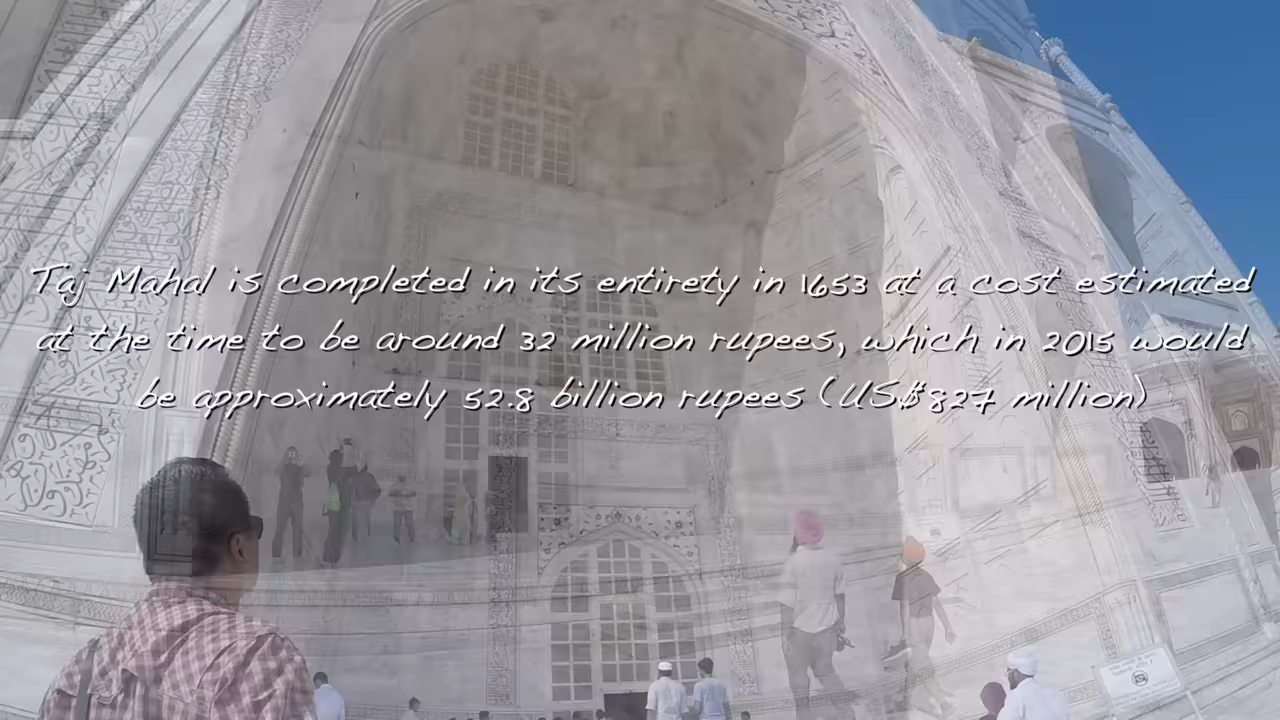 Taj Mahal is completed in its entirety in 1653 at a cost estimated
at the time to be around 32 million rupees, which in 2015 would
be approximately 52.8 billion rupees (US$827 million)